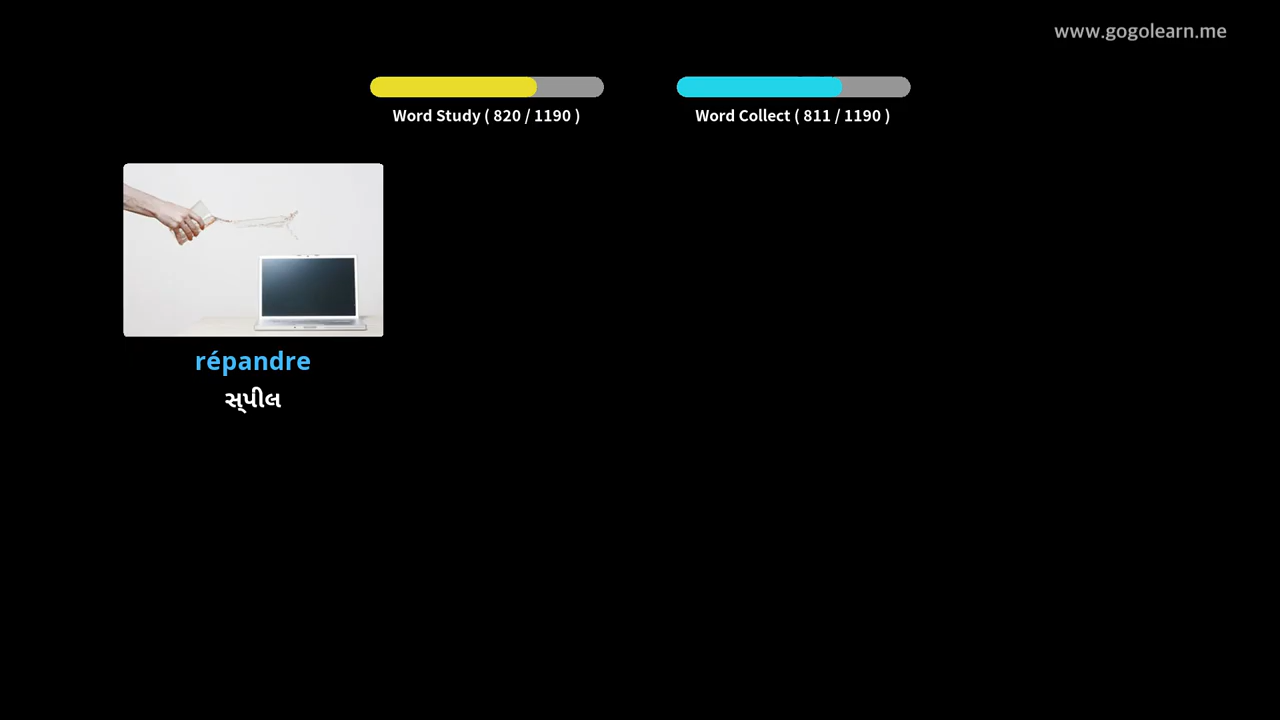 www.gogolearn.me
Word Study ( 820 / 1190 )
Word Collect ( 811 / 1190 )
répandre
સ્પીલ